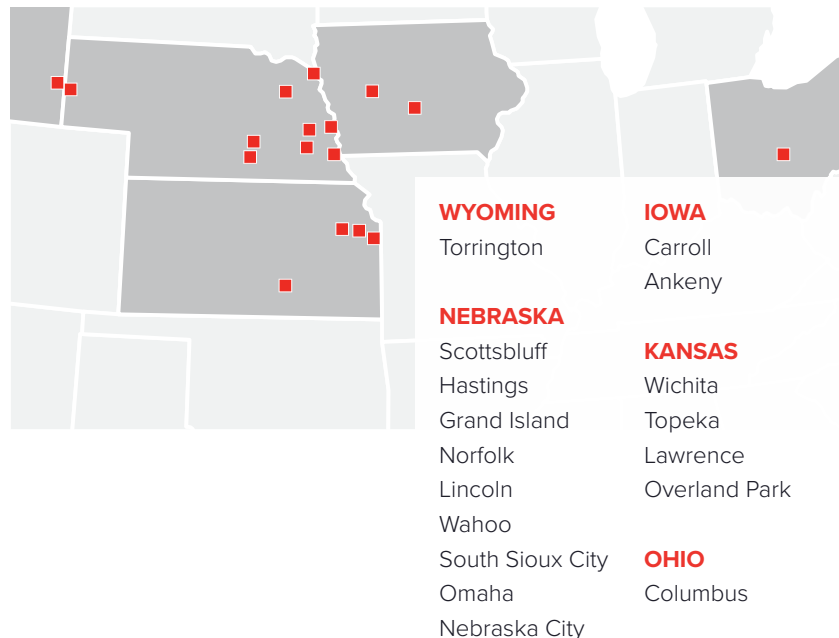 WYOMING
Torrington
NEBRASKA
Scottsbluff
Hastings
Grand Island
Norfolk
Lincoln
Wahoo
South Sioux City
Omaha
Nebraska City
IOWA
Carroll
Ankeny
KANSAS
Wichita
Topeka
Lawrence
Overland Park
OHIO
Columbus